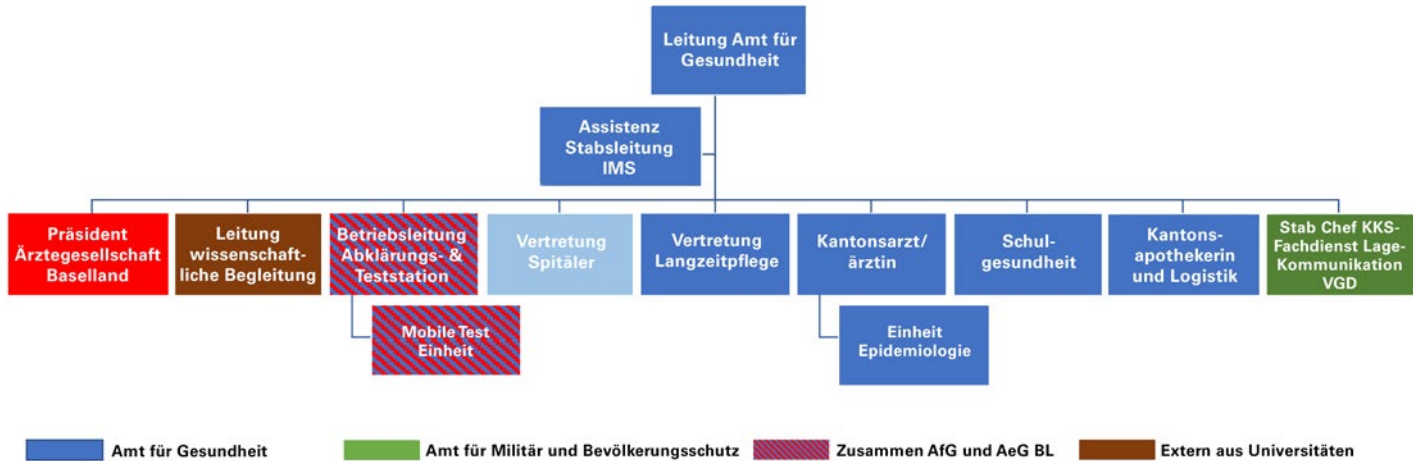 Leitung Amt für
Gesundheit
Assistenz
Stabsleitung
IMS
Präsident
Ärztegesellschaft
Baselland
Leitung
wissenschaft-
liche Begleitung
Betriebsleitung
Abklärungs- &
Teststation
Vertretung
Spitäler
Vertretung
Langzeitpflege
Kantonsarzt/
ärztin
Schul-
gesundheit
Kantons-
apothekerin
und Logistik
Stab Chef KKS-
Fachdienst Lage-
Kommunikation
VGD
Mobile Test
Einheit
Einheit
Epidemiologie
Amt für Gesundheit
Amt für Militär und Bevölkerungsschutz
Zusammen AfG und AeG BL
Extern aus Universitäten